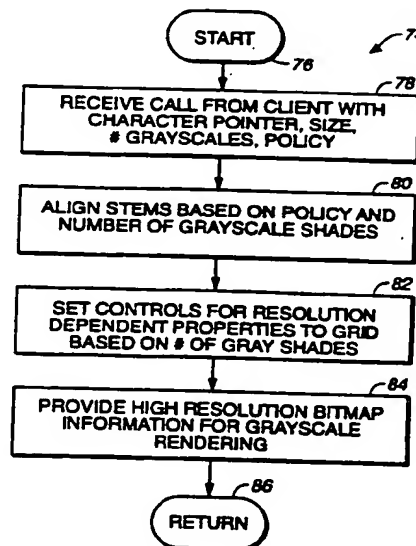 START
76
78
RECEIVE CALL FROM CLIENT WITH
CHARACTER POINTER, SIZE,
# GRAYSCALES, POLICY
80
ALIGN STEMS BASED ON POLICY AND
NUMBER OF GRAYSCALE SHADES
82
SET CONTROLS FOR RESOLUTION
DEPENDENT PROPERTIES TO GRID
BASED ON # OF GRAY SHADES
84
PROVIDE HIGH RESOLUTION BITMAP
INFORMATION FOR GRAYSCALE
RENDERING
86
RETURN